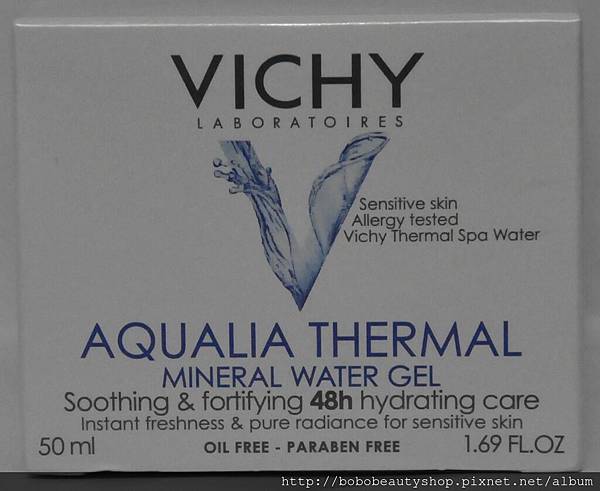 VICHY
LABORATOIRES
Sensitive skin
Allergy tested
Vichy Thermal Spa Water
AQUALIA THERMAL
MINERAL WATER GEL
Soothing & fortifying 48h hydrating care
Instant freshness & pure radiance for sensitive skin
50 ml OIL FREE - PARABEN FREE 1.69 FL.OZ
http://bobobeautyshop.pixnet.net/album